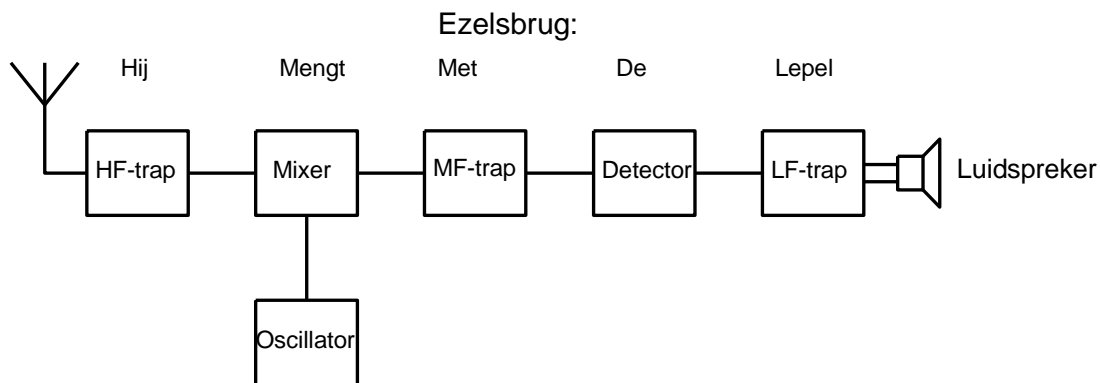 Ezelsbrug:
Hij Mengt Met De Lepel
HF-trap Mixer MF-trap Detector LF-trap Luidspreker
Oscillator